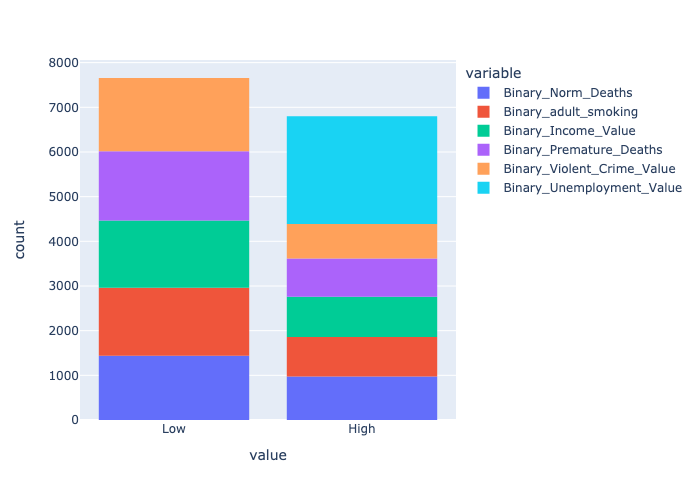 8000
7000
6000
5000
4000
3000
2000
1000
0
count
Low
High
value
variable
Binary_Norm_Deaths
Binary_adult_smoking
Binary_Income_Value
Binary_Premature_Deaths
Binary_Violent_Crime_Value
Binary_Unemployment_Value